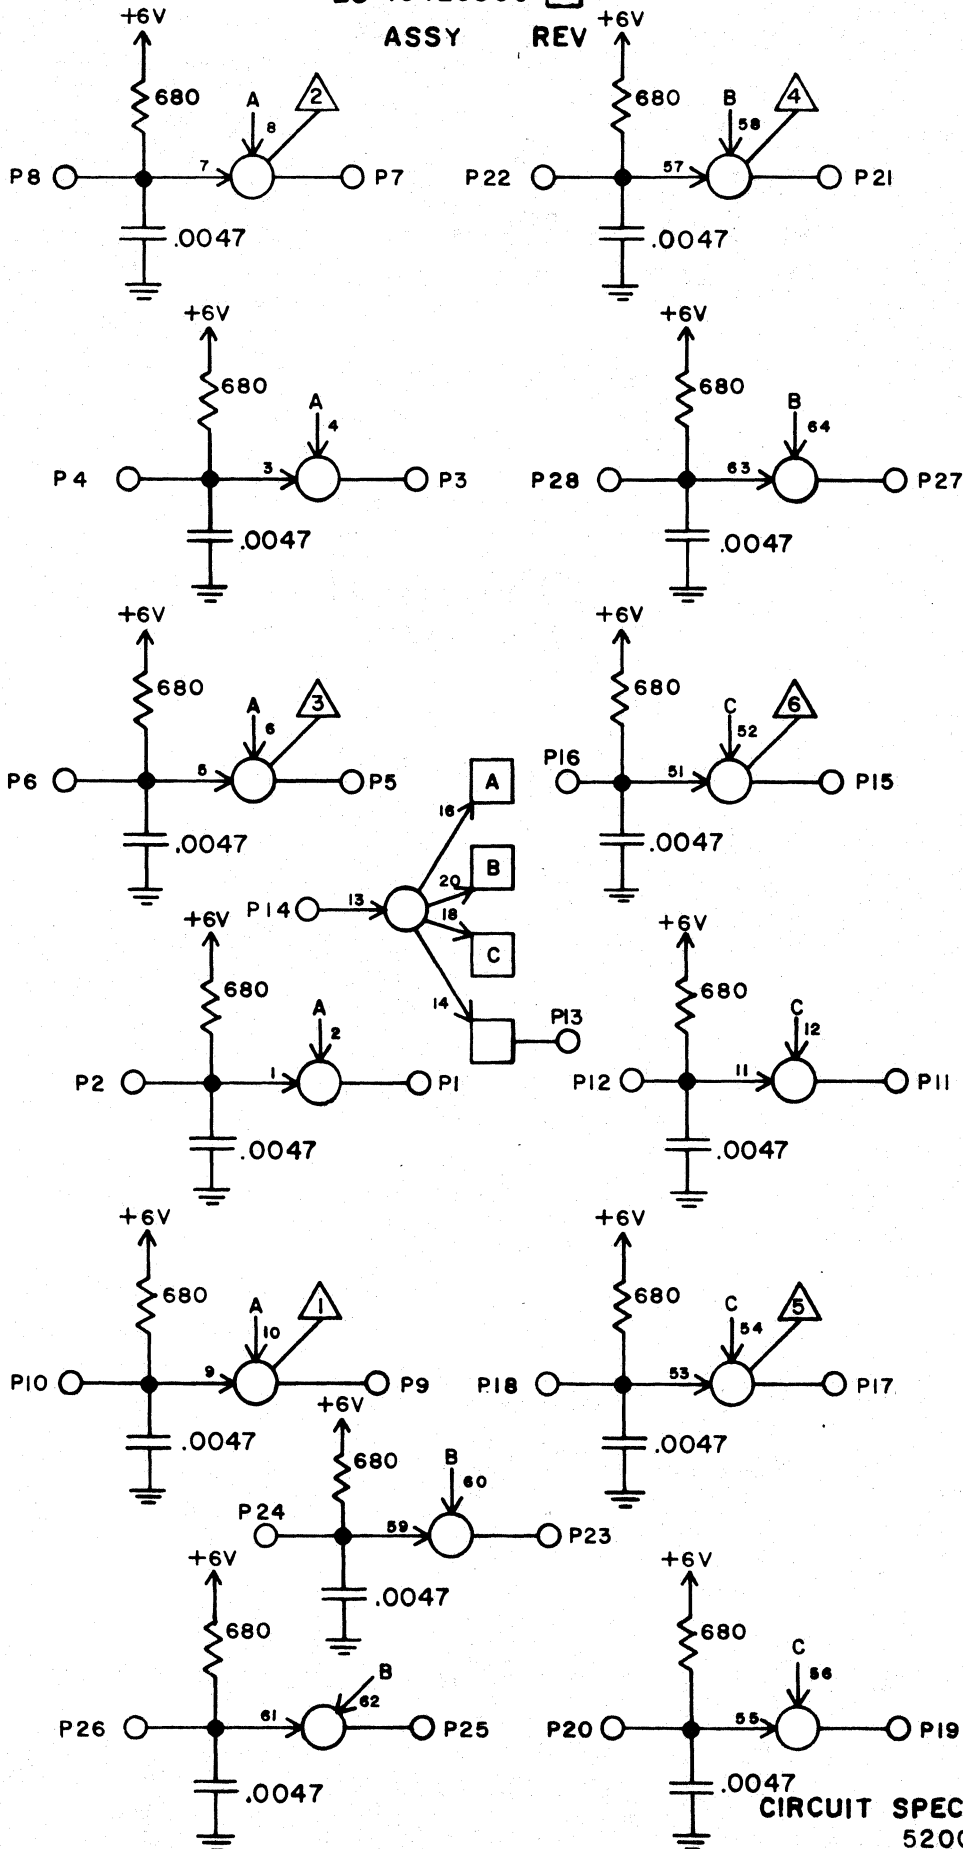 ASSY REV
+6V +6V
680 A 2 680 B 4
8 58
P8 7 P7 P22 57 P21
.0047 .0047
+6V +6V
680 A 680 B
4 64
P4 3 P3 P28 63 P27
.0047 .0047
+6V +6V
680 A 3 680 C 6
6 52
P6 5 P5 P16 51 P15
.0047 .0047
A
16
B
20
P14 13
18
C
14
P13
+6V +6V
680 A 680 C
2 12
P2 1 P1 P12 11 P11
.0047 .0047
+6V +6V
680 A 1 680 C 5
10 54
P10 9 P9 P18 53 P17
.0047 .0047
+6V
680 B
60
P24 59 P23
.0047
+6V +6V
680 B 680 C
62 56
P26 61 P25 P20 55 P19
.0047 .0047
CIRCUIT SPEC